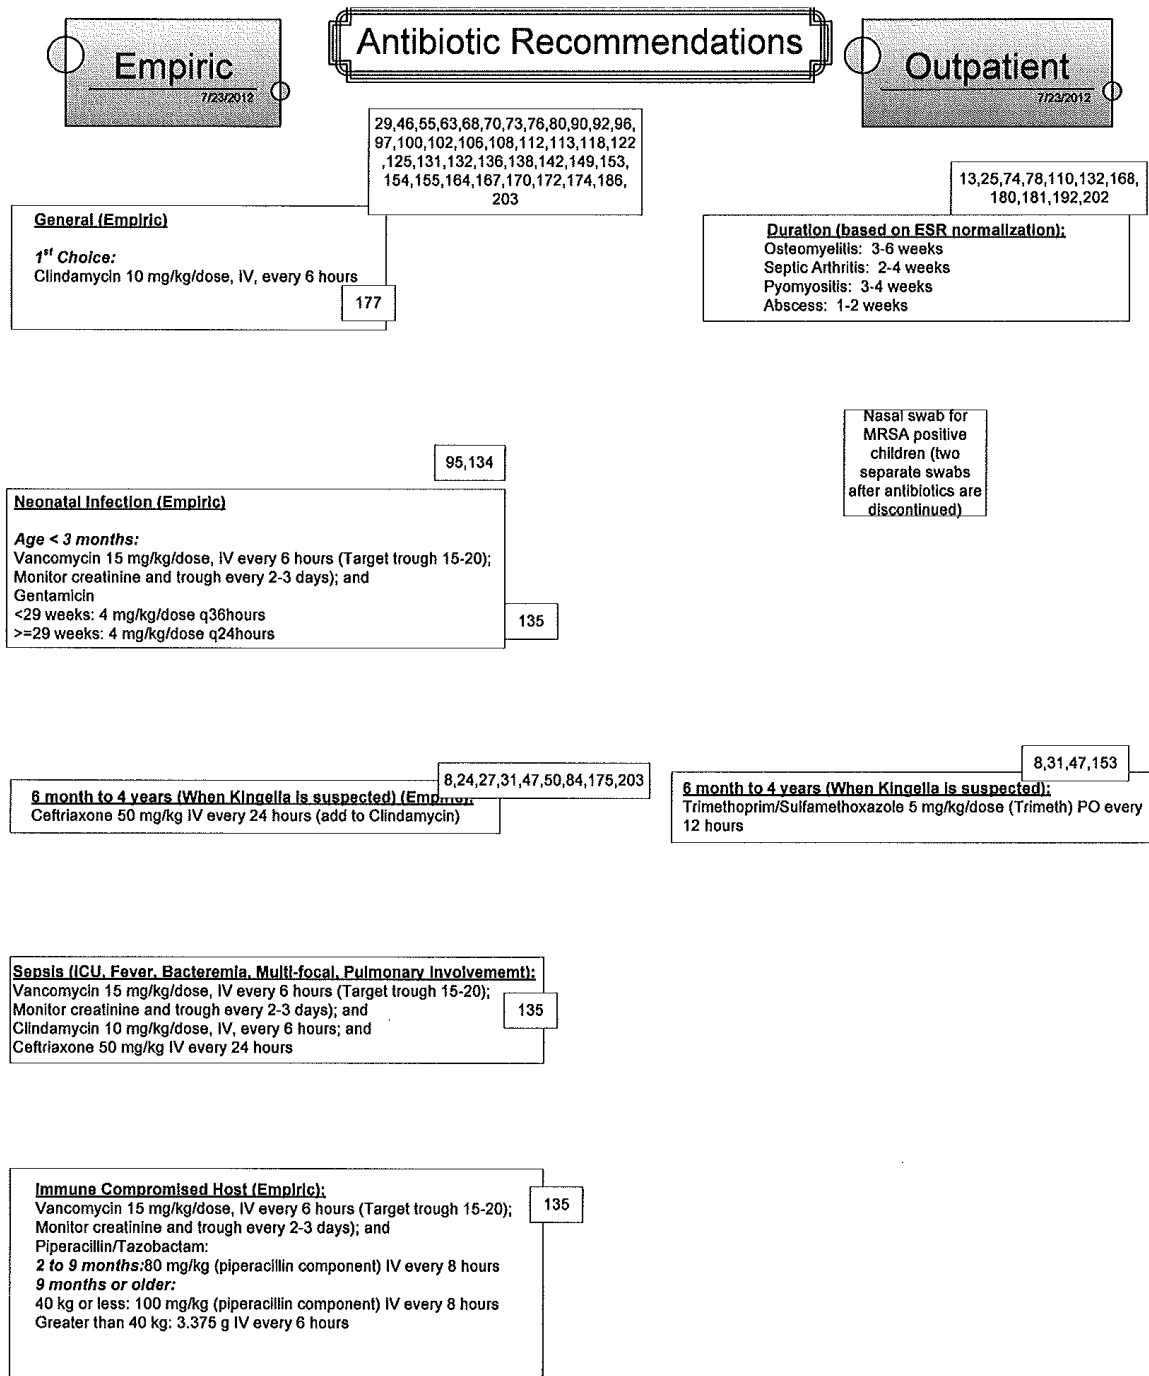 Antibiotic Recommendations
Empiric
7/23/2012
Outpatient
7/23/2012
29,46,55,63,68,70,73,76,80,90,92,96,
97,100,102,106,108,112,113,118,122
,125,131,132,136,138,142,149,153,
154,155,164,167,170,172,174,186,
203
General (Empiric)
1st Choice:
Clindamycin 10 mg/kg/dose, IV, every 6 hours
177
13,25,74,78,110,132,168,
180,181,192,202
Duration (based on ESR normalization):
Osteomyelitis: 3-6 weeks
Septic Arthritis: 2-4 weeks
Pyomyositis: 3-4 weeks
Abscess: 1-2 weeks
Nasal swab for
MRSA positive
children (two
separate swabs
after antibiotics are
discontinued)
95,134
Neonatal Infection (Empiric)
Age < 3 months:
Vancomycin 15 mg/kg/dose, IV every 6 hours (Target trough 15-20);
Monitor creatinine and trough every 2-3 days); and
Gentamicin
<29 weeks: 4 mg/kg/dose q36hours
>=29 weeks: 4 mg/kg/dose q24hours
135
8,24,27,31,47,50,84,175,203
6 month to 4 years (When Kingella is suspected) (Empiric):
Ceftriaxone 50 mg/kg IV every 24 hours (add to Clindamycin)
8,31,47,153
6 month to 4 years (When Kingella is suspected):
Trimethoprim/Sulfamethoxazole 5 mg/kg/dose (Trimeth) PO every
12 hours
Sepsis (ICU, Fever, Bacteremia, Multi-focal, Pulmonary Involvememt):
Vancomycin 15 mg/kg/dose, IV every 6 hours (Target trough 15-20);
Monitor creatinine and trough every 2-3 days); and
Clindamycin 10 mg/kg/dose, IV, every 6 hours; and
Ceftriaxone 50 mg/kg IV every 24 hours
135
Immune Compromised Host (Empiric):
Vancomycin 15 mg/kg/dose, IV every 6 hours (Target trough 15-20);
Monitor creatinine and trough every 2-3 days); and
Piperacillin/Tazobactam:
2 to 9 months:80 mg/kg (piperacillin component) IV every 8 hours
9 months or older:
40 kg or less: 100 mg/kg (piperacillin component) IV every 8 hours
Greater than 40 kg: 3.375 g IV every 6 hours
135